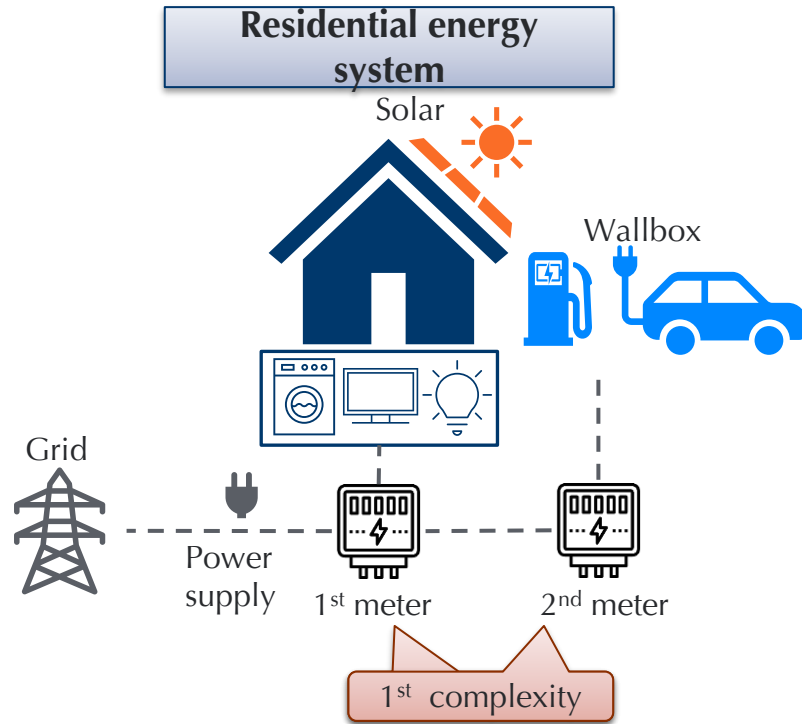 Residential energy
system
Solar
Wallbox
Grid
Power
supply
1st meter
2nd meter
1st complexity